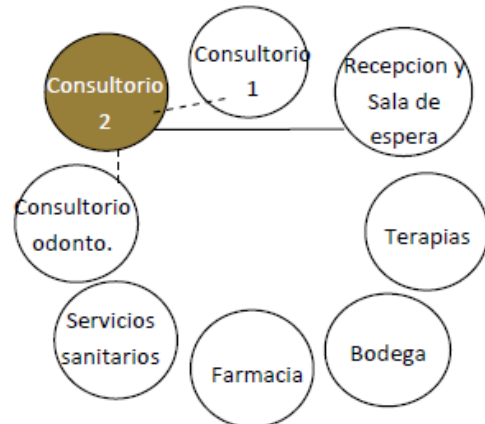 Consultorio
2
Consultorio
1
Recepcion y
Sala de
espera
Consultorio
odonto.
Terapias
Servicios
sanitarios
Farmacia
Bodega